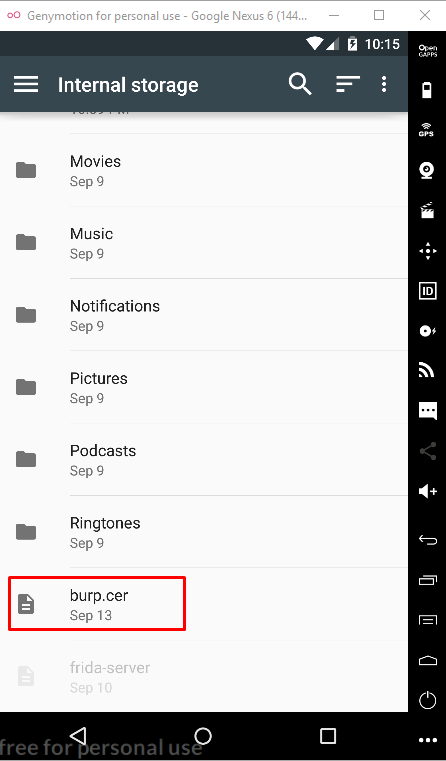 Genymotion for personal use - Google Nexus 6 (144...
10:15
Open
GAPPS
Internal storage
GPS
Movies
Sep 9
Music
Sep 9
ID
Notifications
Sep 9
Pictures
Sep 9
Podcasts
Sep 9
Ringtones
Sep 9
burp.cer
Sep 13
frida-server
Sep 10
free for personal use